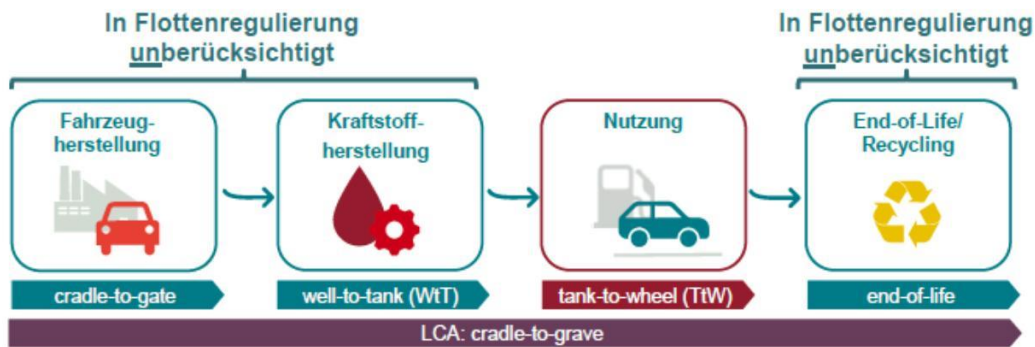 In Flottenregulierung
unberücksichtigt
In Flottenregulierung
unberücksichtigt
Fahrzeug-
herstellung
Kraftstoff-
herstellung
Nutzung
End-of-Life/
Recycling
cradle-to-gate
well-to-tank (WtT)
tank-to-wheel (TtW)
end-of-life
LCA: cradle-to-grave